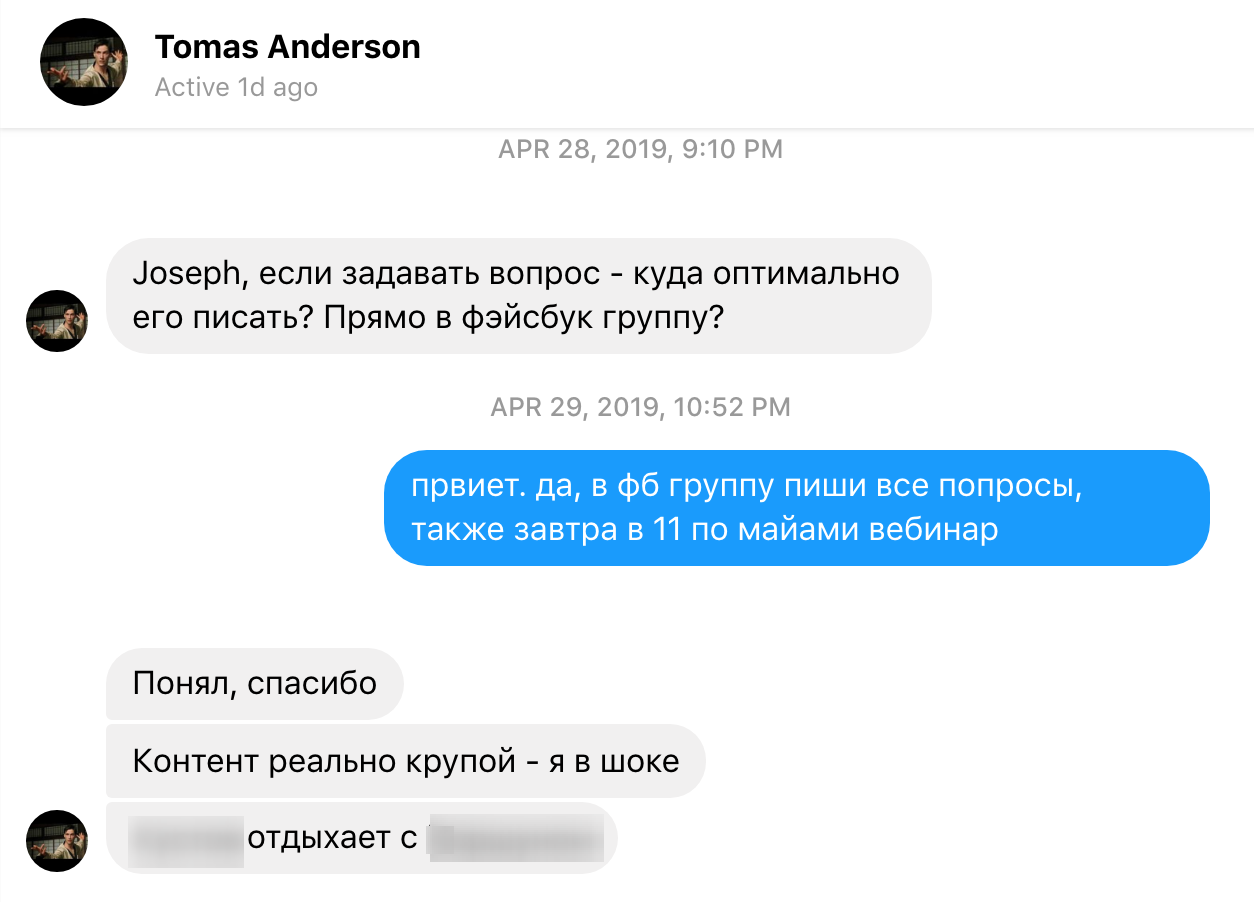 Tomas Anderson
Active 1d ago
APR 28, 2019, 9:10 PM
Joseph, если задавать вопрос - куда оптимально
его писать? Прямо в фэйсбук группу?
APR 29, 2019, 10:52 PM
првиет. да, в фб группу пиши все попросы,
также завтра в 11 по майами вебинар
Понял, спасибо
Контент реально крупой - я в шоке
отдыхает с